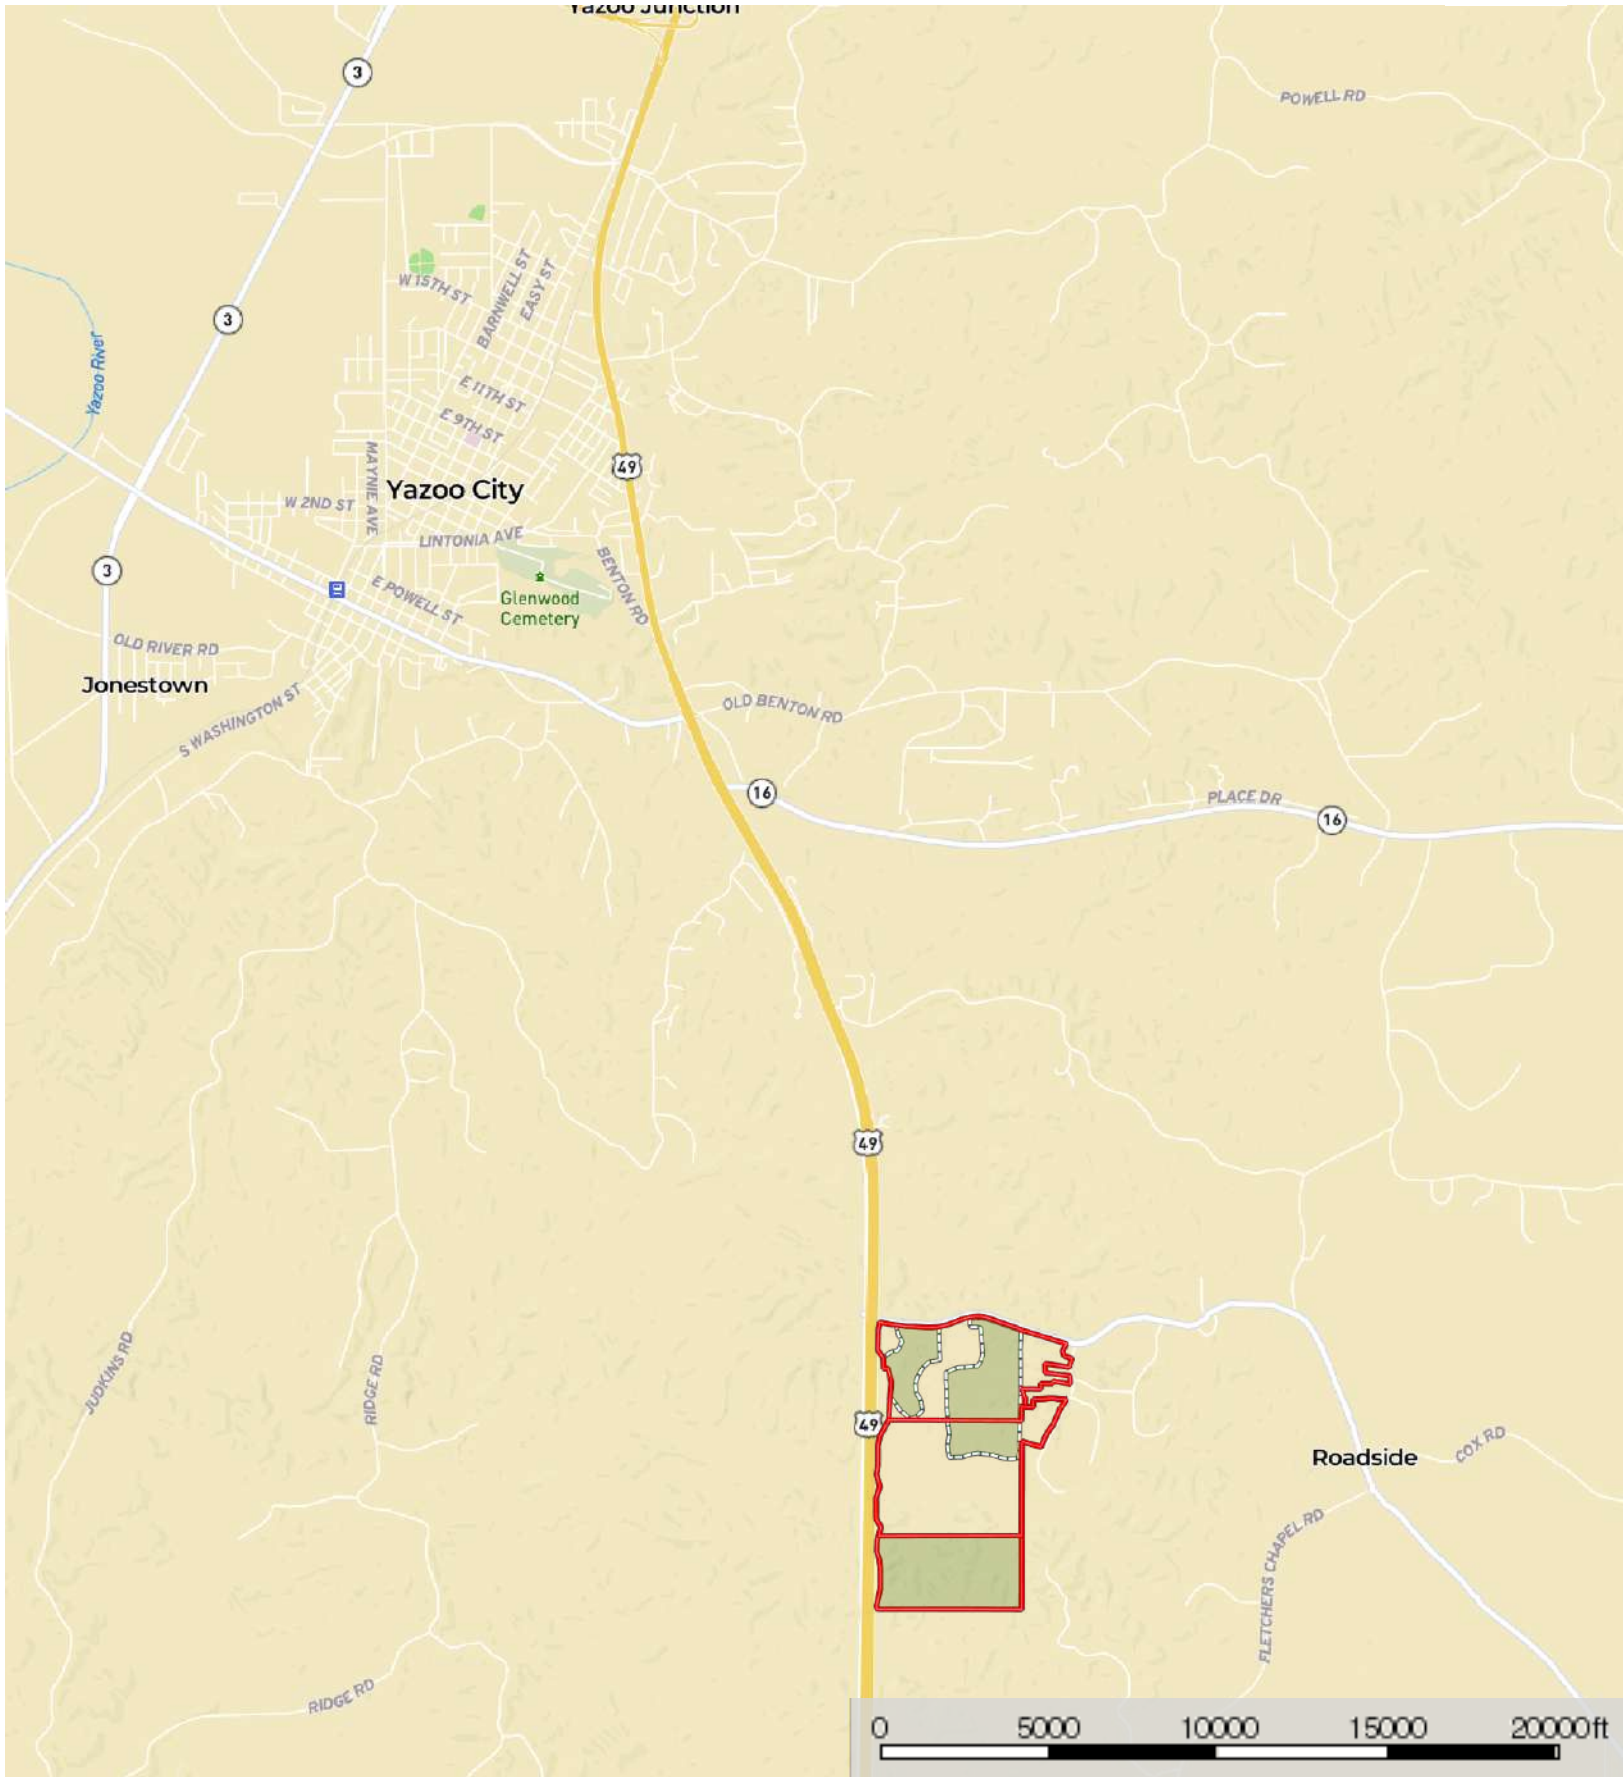 Yazoo Junction
3
POWELL RD
W 15TH ST
BARNWELL ST
EASY ST
3
Yazoo River
E 11TH ST
E 9TH ST
MAYNIE AVE
49
Yazoo City
W 2ND ST
LINTONIA AVE
3
BENTON RD
E POWELL ST
Glenwood
Cemetery
OLD RIVER RD
Jonestown
S WASHINGTON ST
OLD BENTON RD
16
PLACE DR
16
49
JUDKINS RD
RIDGE RD
49
Roadside
COX RD
FLETCHERS CHAPEL RD
RIDGE RD
0 5000 10000 15000 20000ft